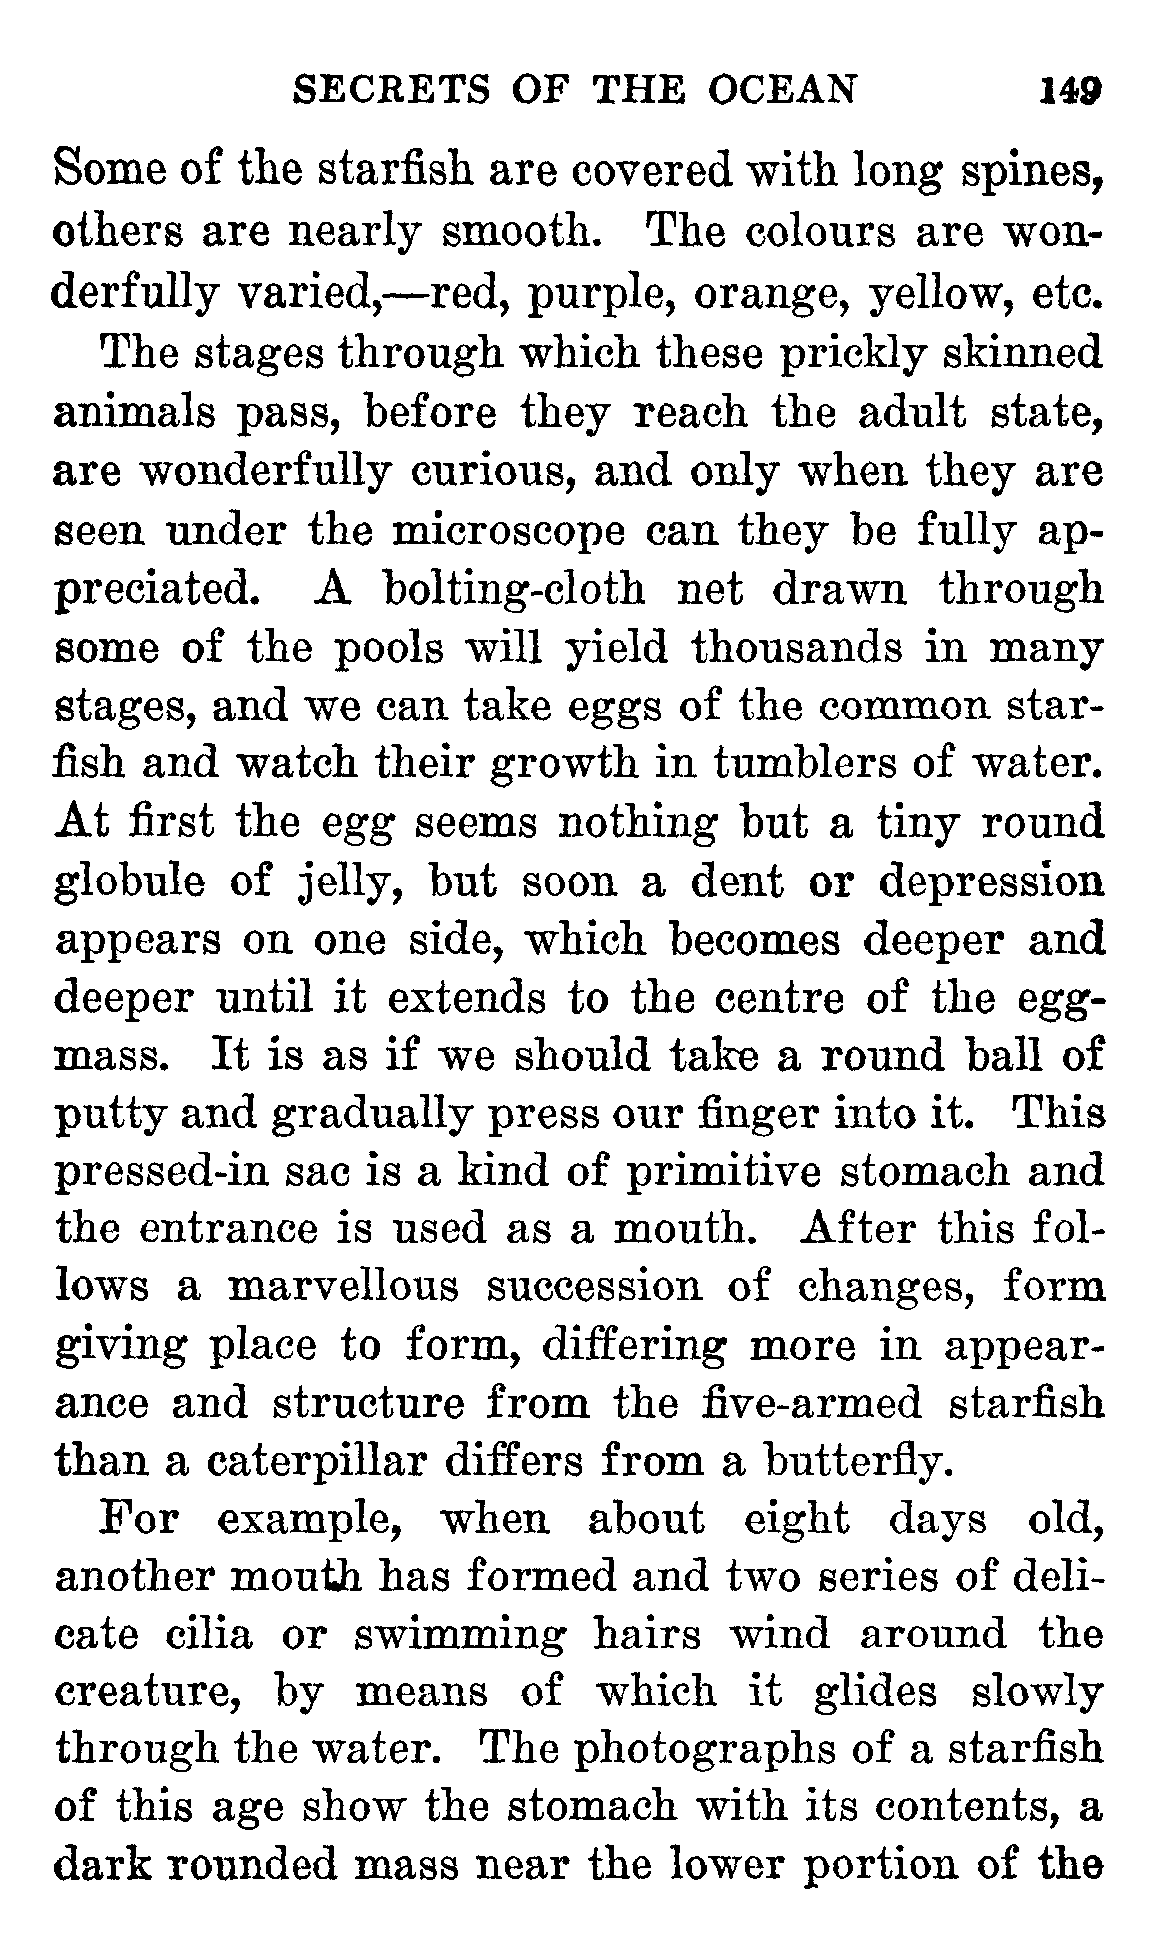 SECRETS OF THE OCEAN 149
Some of the starfish are covered with long spines,
others are nearly smooth. The colours are won-
derfully varied,—red, purple, orange, yellow, etc.
The stages through which these prickly skinned
animals pass, before they reach the adult state,
are wonderfully curious, and only when they are
seen under the microscope can they be fully ap-
preciated. A bolting-cloth net drawn through
some of the pools will yield thousands in many
stages, and we can take eggs of the common star-
fish and watch their growth in tumblers of water.
At first the egg seems nothing but a tiny round
globule of jelly, but soon a dent or depression
appears on one side, which becomes deeper and
deeper until it extends to the centre of the egg-
mass. It is as if we should take a round ball of
putty and gradually press our finger into it. This
pressed-in sac is a kind of primitive stomach and
the entrance is used as a mouth. After this fol-
lows a marvellous succession of changes, form
giving place to form, differing more in appear-
ance and structure from the five-armed starfish
than a caterpillar differs from a butterfly.
For example, when about eight days old,
another mouth has formed and two series of deli-
cate cilia or swimming hairs wind around the
creature, by means of which it glides slowly
through the water. The photographs of a starfish
of this age show the stomach with its contents, a
dark rounded mass near the lower portion of the